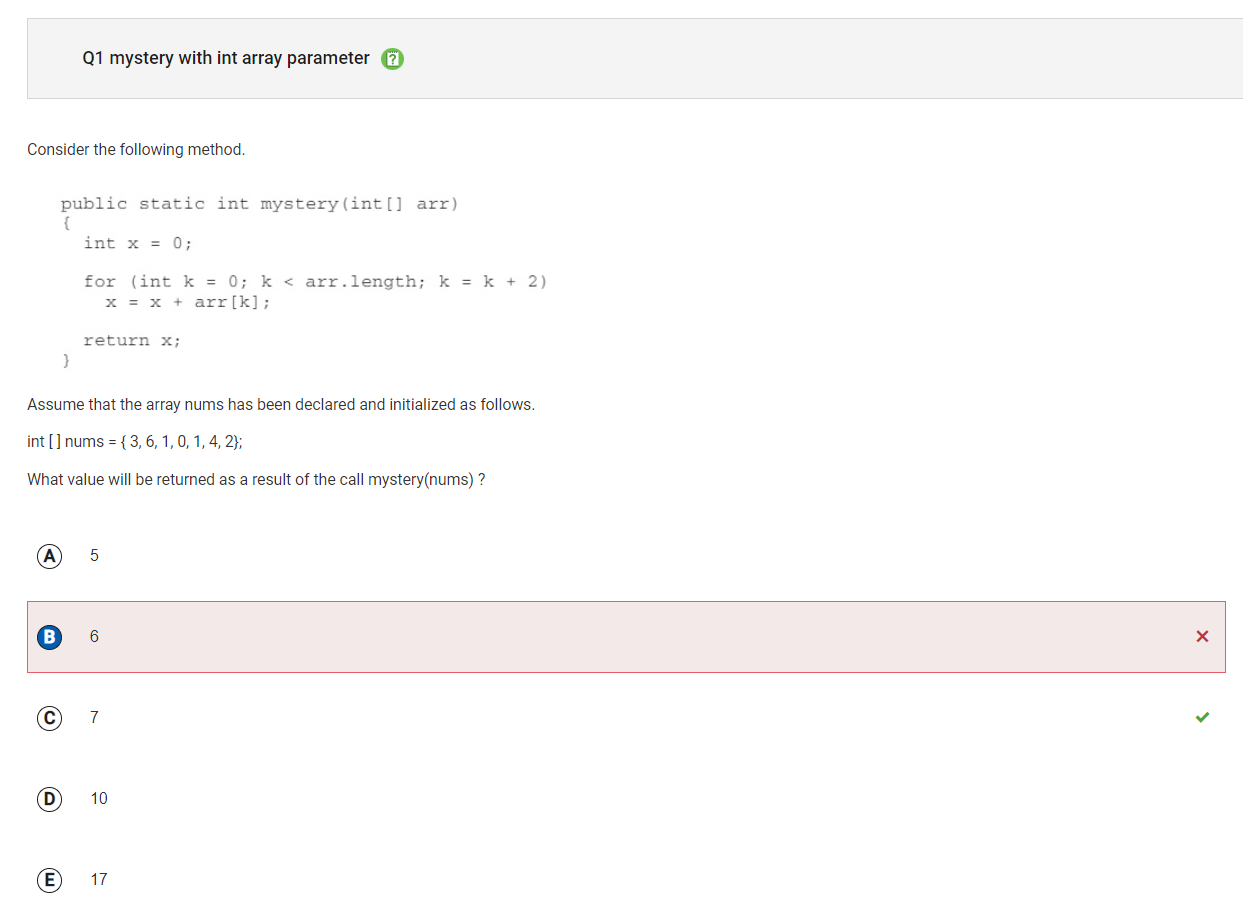 Q1 mystery with int array parameter
Consider the following method.
public static int mystery(int[] arr)
{
int x = 0;
for (int k = 0; k < arr.length; k = k + 2)
x = x + arr[k];
return x;
}
Assume that the array nums has been declared and initialized as follows.
int [ ] nums = { 3, 6, 1, 0, 1, 4, 2};
What value will be returned as a result of the call mystery(nums) ?
A 5
B 6
C 7
D 10
E 17